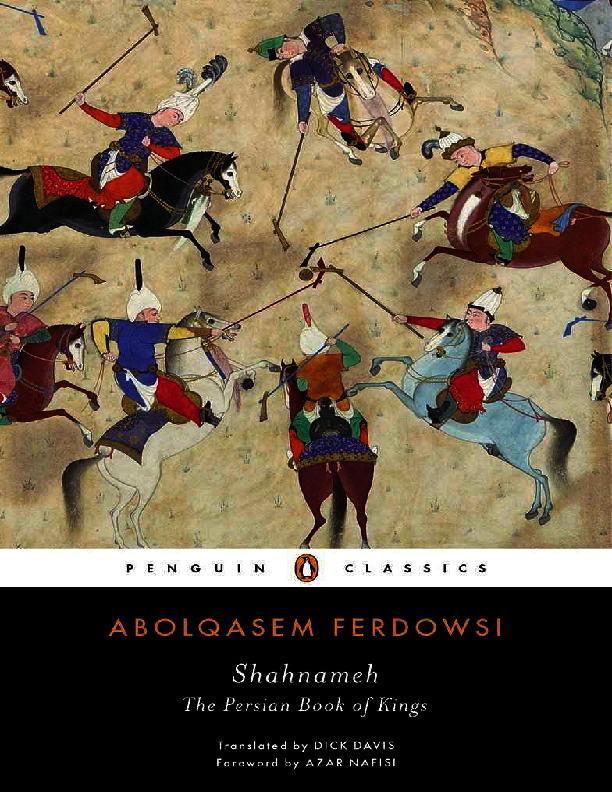 PENGUIN CLASSICS
ABOLQASEM FERDOWSI
Shahnameh
The Persian Book of Kings
Translated by DICK DAVIS
Foreword by AZAR NAFISI